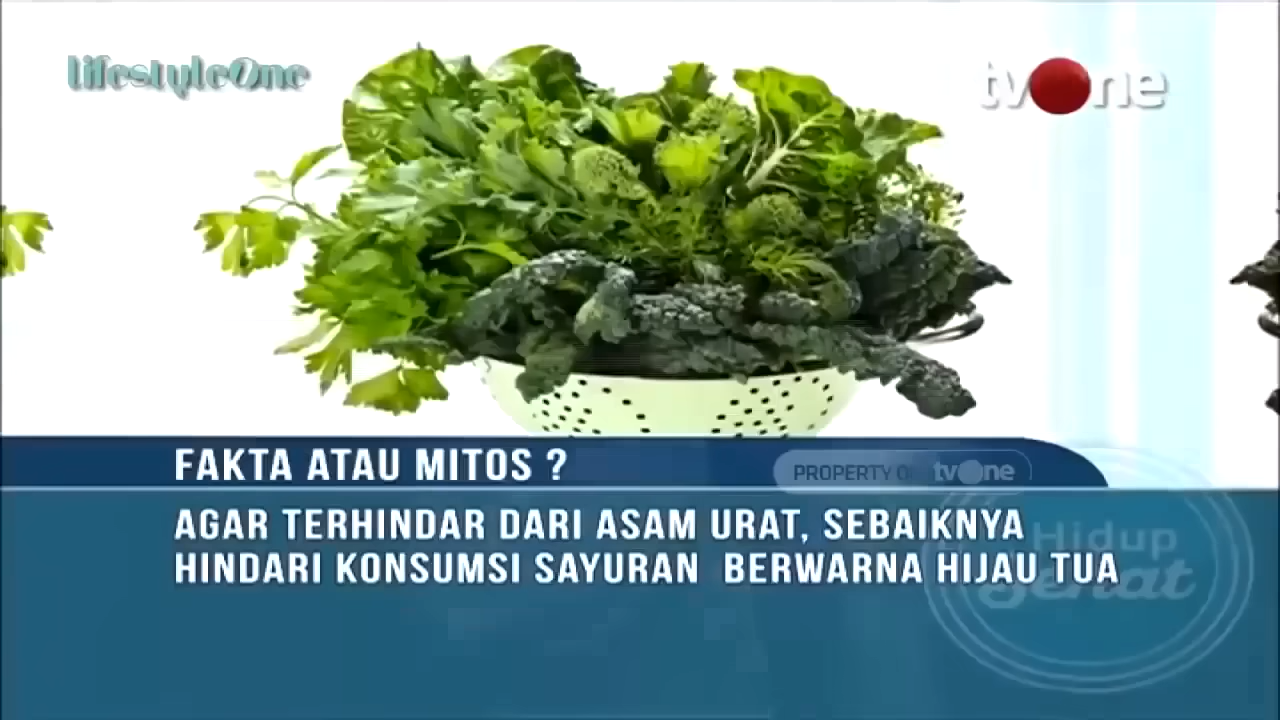 lifestyleOne
tvOne
FAKTA ATAU MITOS ?
PROPERTY OF tvOne
AGAR TERHINDAR DARI ASAM URAT, SEBAIKNYA
HINDARI KONSUMSI SAYURAN BERWARNA HIJAU TUA
Hidup
Sehat